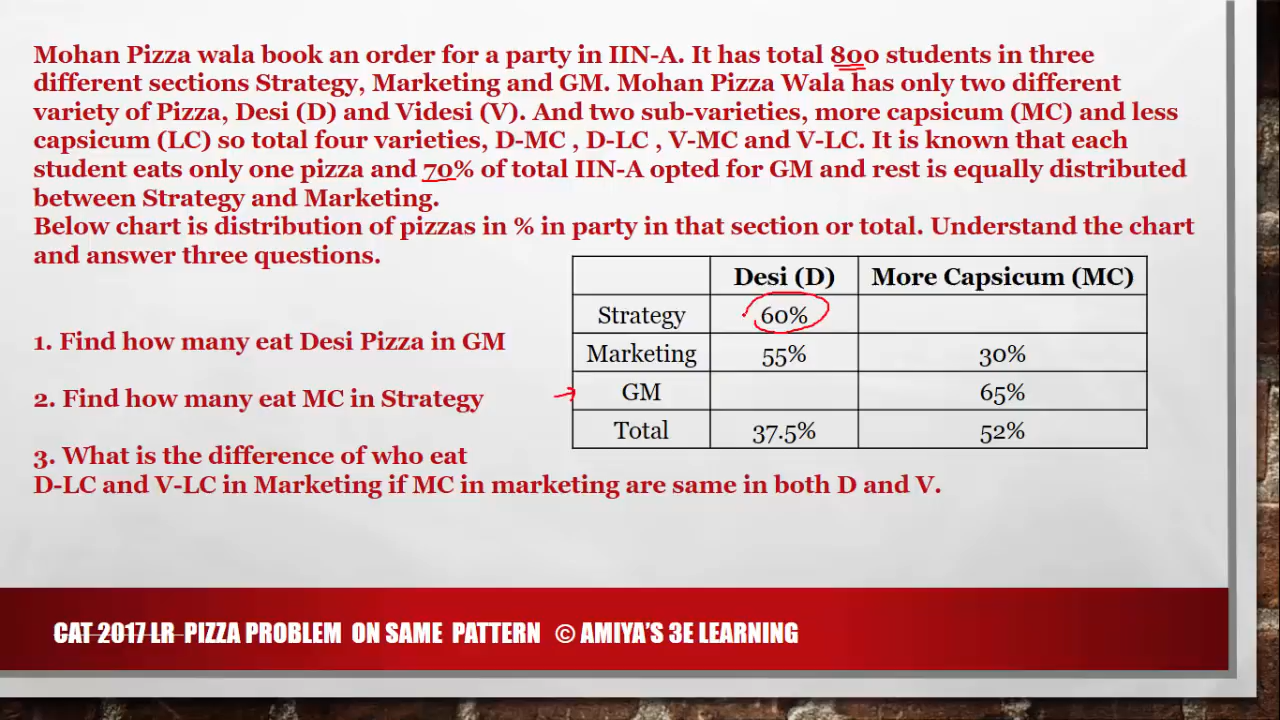 Mohan Pizza wala book an order for a party in IIN-A. It has total 800 students in three
different sections Strategy, Marketing and GM. Mohan Pizza Wala has only two different
variety of Pizza, Desi (D) and Videsi (V). And two sub-varieties, more capsicum (MC) and less
capsicum (LC) so total four varieties, D-MC , D-LC , V-MC and V-LC. It is known that each
student eats only one pizza and 70% of total IIN-A opted for GM and rest is equally distributed
between Strategy and Marketing.
Below chart is distribution of pizzas in % in party in that section or total. Understand the chart
and answer three questions.
Desi (D) More Capsicum (MC)
Strategy 60%
Marketing 55% 30%
GM 65%
Total 37.5% 52%
1. Find how many eat Desi Pizza in GM
2. Find how many eat MC in Strategy
3. What is the difference of who eat
D-LC and V-LC in Marketing if MC in marketing are same in both D and V.
CAT 2017 LR PIZZA PROBLEM ON SAME PATTERN © AMIYA'S 3E LEARNING